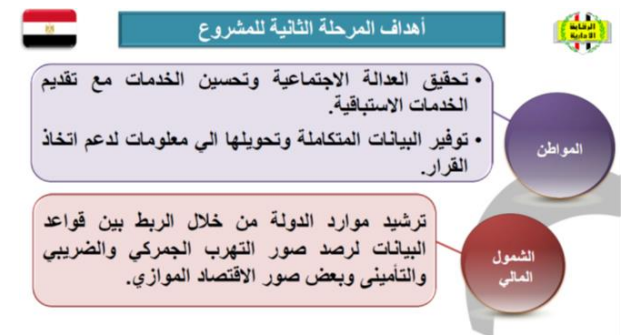 أهداف المرحلة الثانية للمشروع
الرقابة
الادارية
• تحقيق العدالة الاجتماعية وتحسين الخدمات مع تقديم
الخدمات الاستباقية.
• توفير البيانات المتكاملة وتحويلها الي معلومات لدعم اتخاذ
القرار.
المواطن
ترشيد موارد الدولة من خلال الربط بين قواعد
البيانات لرصد صور التهرب الجمركي والضريبي
والتأمينى وبعض صور الاقتصاد الموازي.
الشمول
المالي